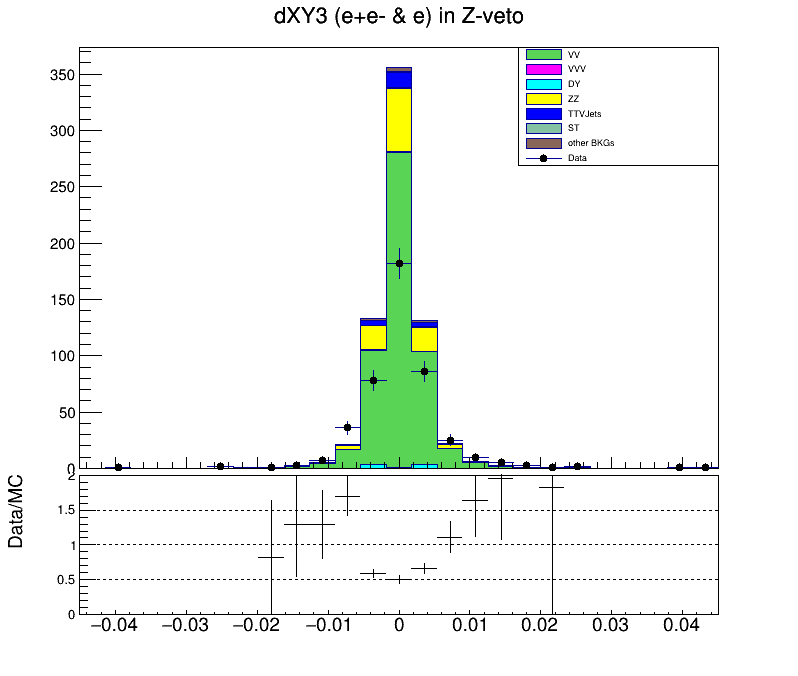 dXY3 (e+e- & e) in Z-veto
350
300
250
200
150
100
50
0
VV
VVV
DY
ZZ
TTVJets
ST
other BKGs
Data
Data/MC
2
1.5
1
0.5
0
−0.04 −0.03 −0.02 −0.01 0 0.01 0.02 0.03 0.04